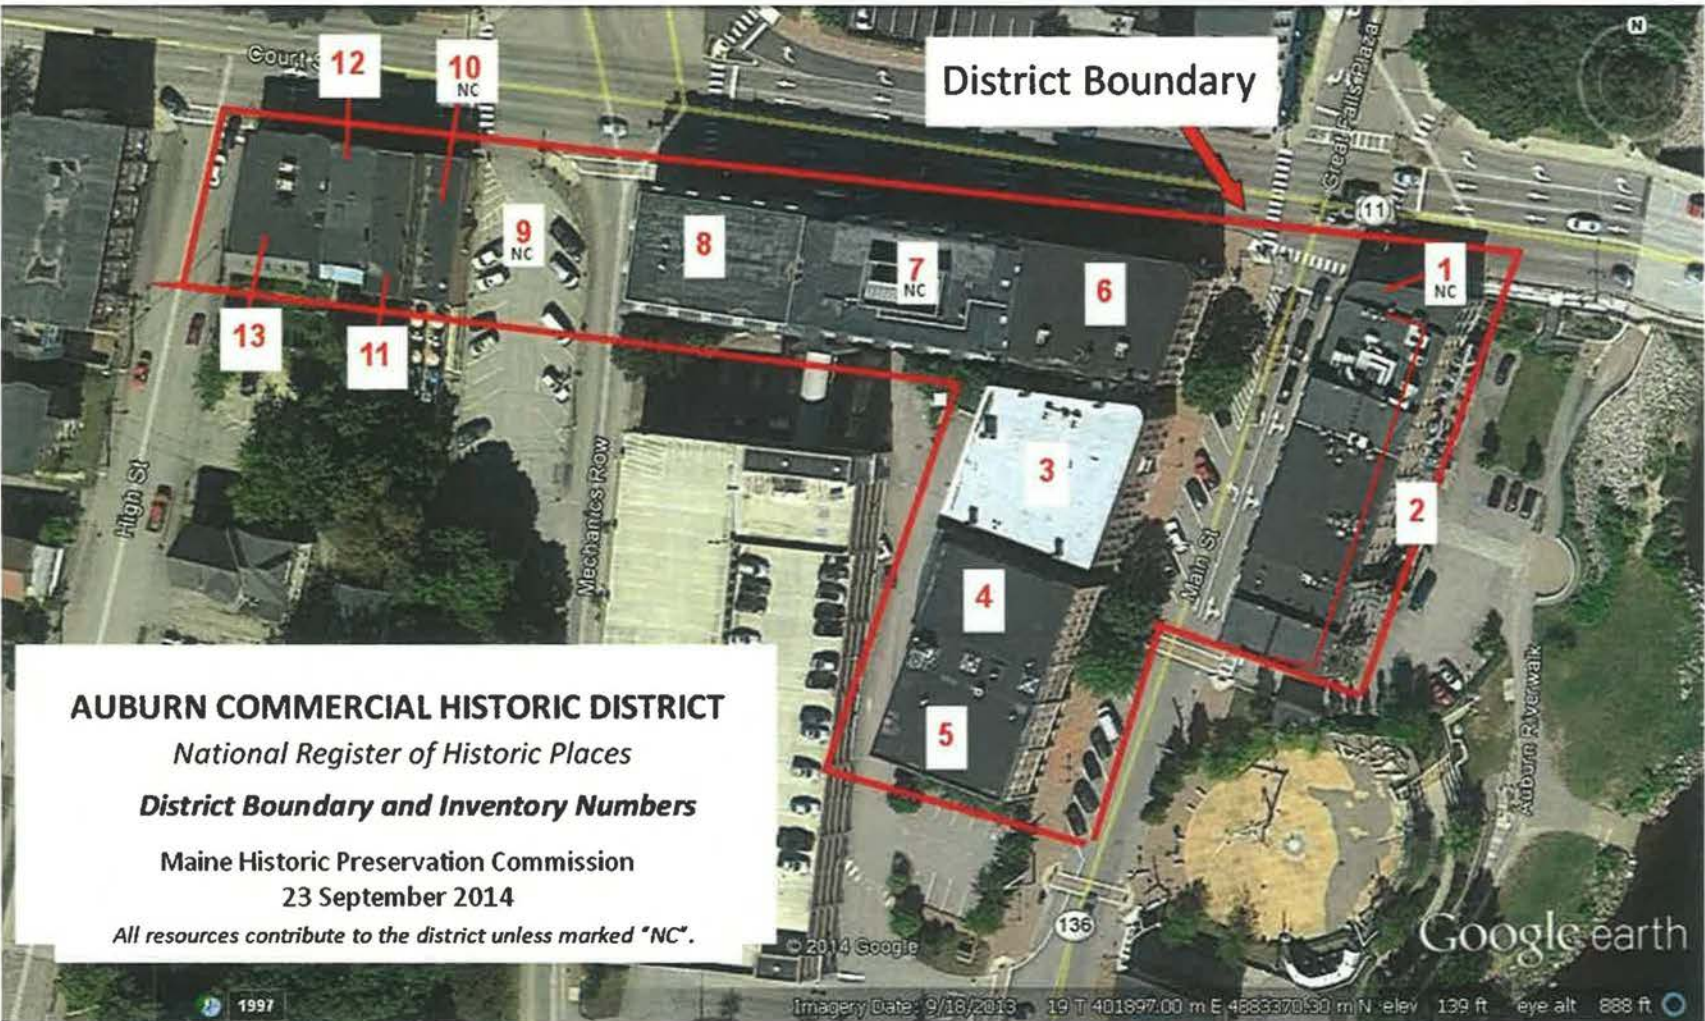 Court S
12
10
NC
District Boundary
N
Great Falls Plaza
11
9
NC
8
7
NC
6
1
NC
13
11
3
High St
Mechanics Row
2
Main St
4
5
Auburn Riverwalk
AUBURN COMMERCIAL HISTORIC DISTRICT
National Register of Historic Places
District Boundary and Inventory Numbers
Maine Historic Preservation Commission
23 September 2014
All resources contribute to the district unless marked "NC".
136
© 2014 Google
Google earth
1997
Imagery Date: 9/18/2013 19 T 401897.00 m E 4883370.30 m N elev 139 ft eye alt 888 ft